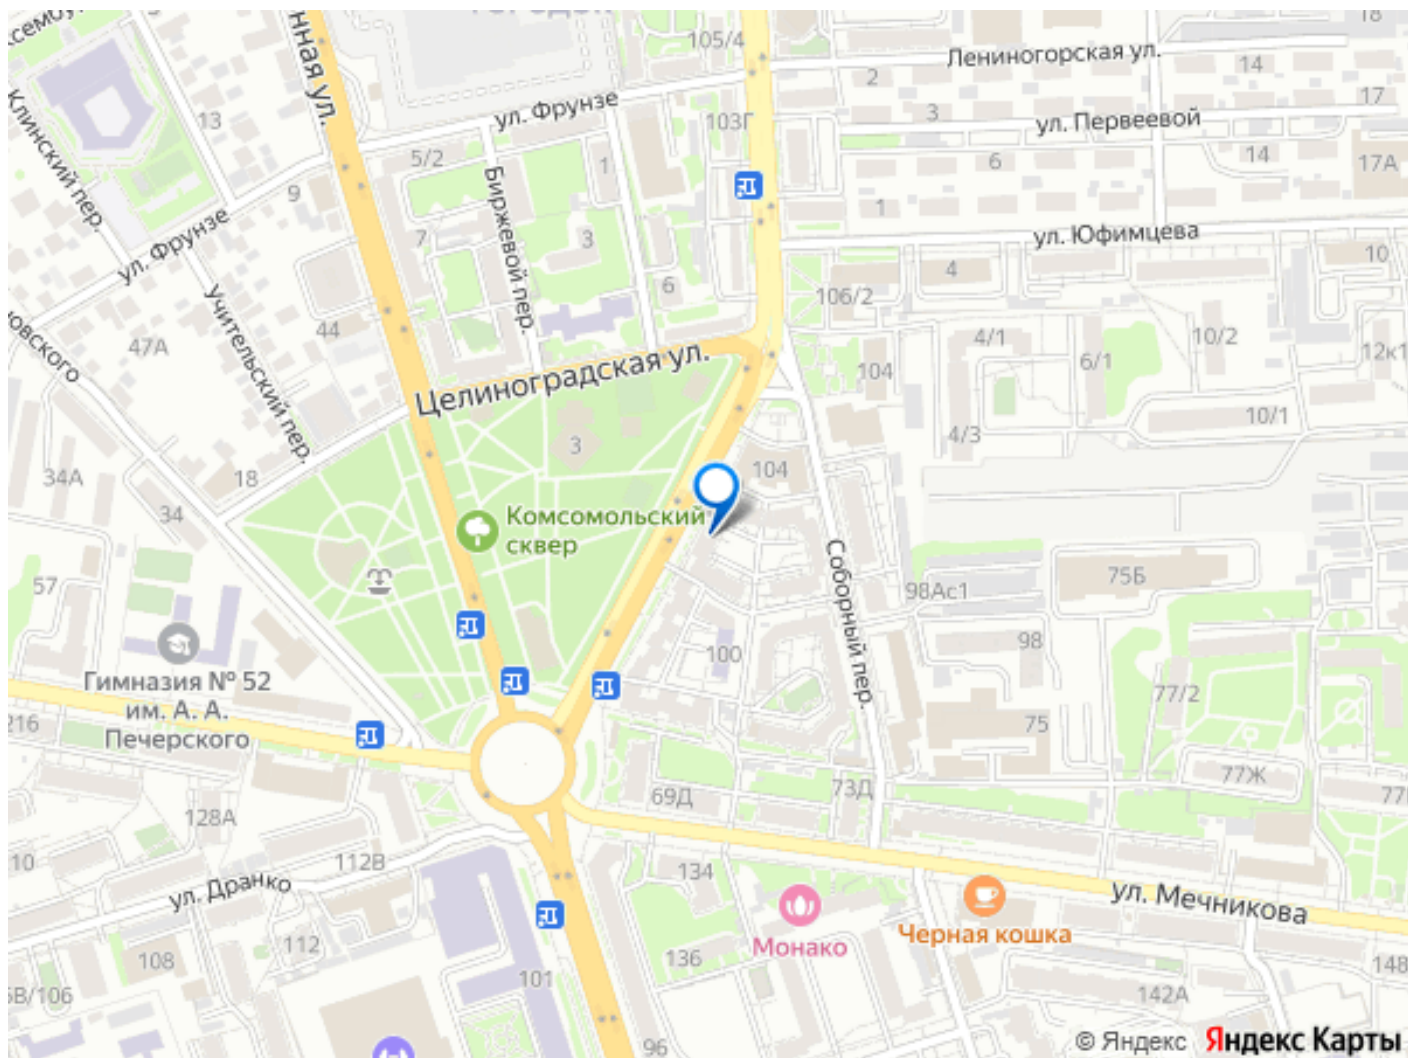 105/4
18
Лениногорская ул.
2
14
17
нная ул.
ул. Фрунзе
13
103Г
3
ул. Первеевой
Клинский пер.
5/2
1
6
14
17А
9
Биржевой пер.
ул. Фрунзе
7
3
1
ул. Юфимцева
10
4
6
106/2
Учительский пер.
44
47А
4/1
10/2
12к1
6/1
Целиноградская ул.
104
10/1
3
4/3
104
34А
18
34
Комсомольский
сквер
Соборный пер.
75Б
57
98Ас1
98
100
Гимназия № 52
им. А. А.
Печерского
77/2
75
77Ж
69Д
73Д
128А
10
112В
134
ул. Дранко
ул. Мечникова
Монако
Черная кошка
112
108
136
101
148
142А
96
© Яндекс Яндекс Карты